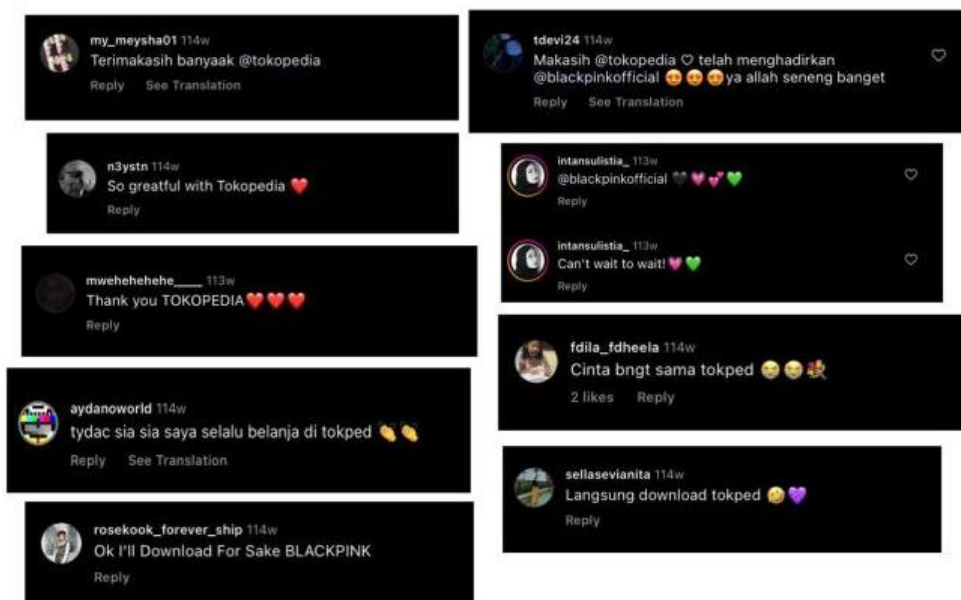 my_meysha01 114w
Terimakasih banyaak @tokopedia
Reply See Translation
n3ystn 114w
So greatful with Tokopedia ❤️
Reply
mwehehehehe____ 113w
Thank you TOKOPEDIA❤️❤️❤️
Reply
aydanoworld 114w
tydac sia sia saya selalu belanja di tokped 👏👏
Reply See Translation
rosekook_forever_ship 114w
Ok I'll Download For Sake BLACKPINK
Reply
tdevi24 114w
Makasih @tokopedia ♡ telah menghadirkan
@blackpinkofficial 😍😍😍ya allah seneng banget
Reply See Translation
intansulistia_ 113w
@blackpinkofficial 🖤💗💕💚
Reply
intansulistia_ 113w
Can't wait to wait!💗💚
Reply
fdila_fdheela 114w
Cinta bngt sama tokped 😭😭💐
2 likes Reply
sellasevianita 114w
Langsung download tokped 🤣💜
Reply